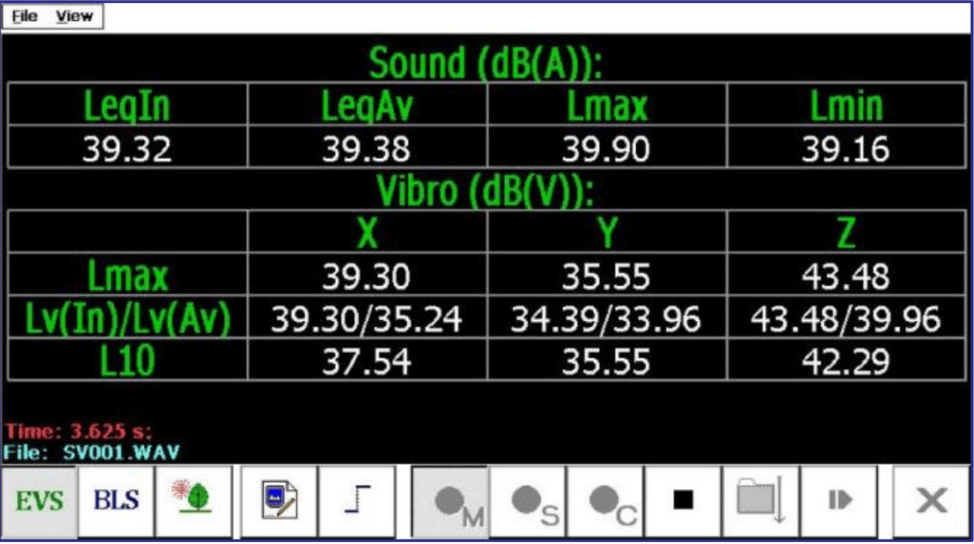 File View
Sound (dB(A)):
LeqIn LeqAv Lmax Lmin
39.32 39.38 39.90 39.16
Vibro (dB(V)):
X Y Z
Lmax 39.30 35.55 43.48
Lv(In)/Lv(Av) 39.30/35.24 34.39/33.96 43.48/39.96
L10 37.54 35.55 42.29
Time: 3.625 s;
File: SV001.WAV
EVS BLS M S C